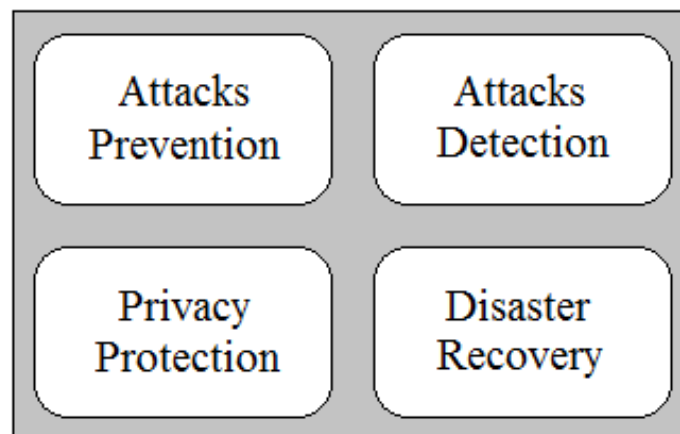 Attacks
Prevention
Attacks
Detection
Privacy
Protection
Disaster
Recovery